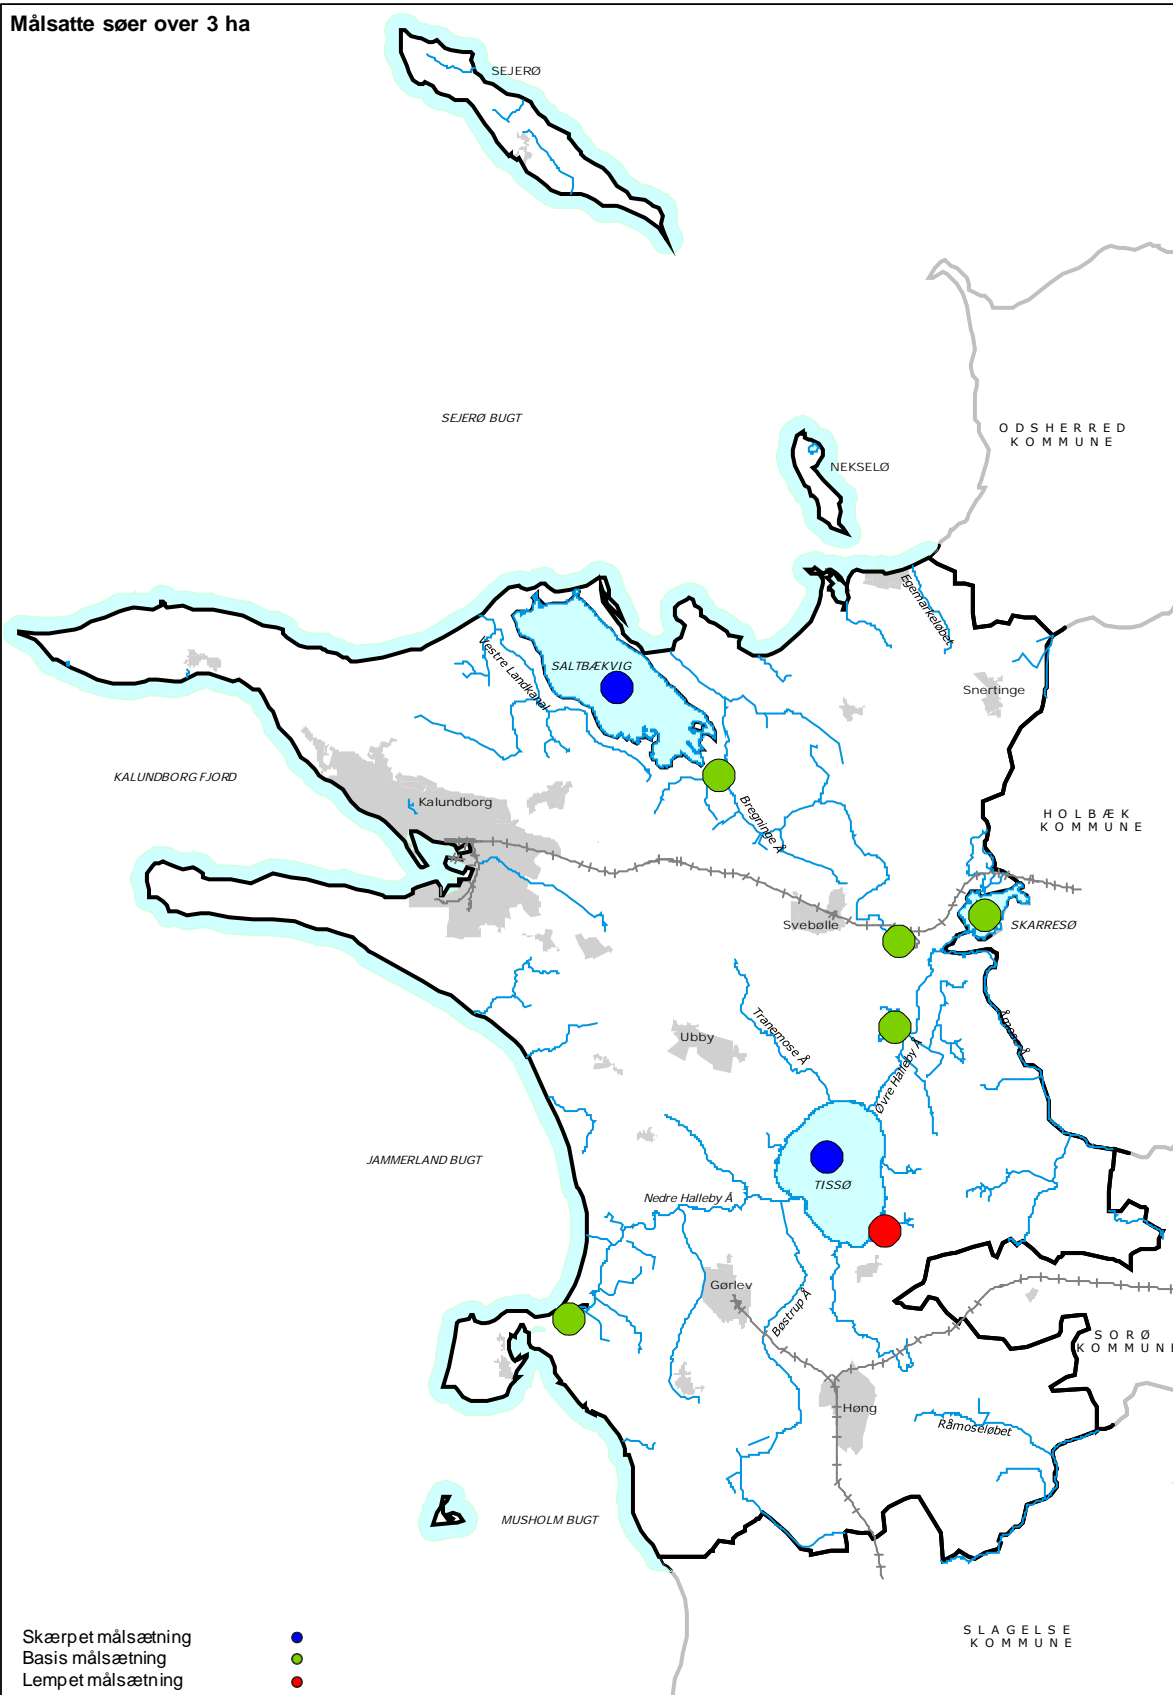 Målsatte søer over 3 ha
SEJERØ
SEJERØ BUGT
ODSHERRED
KOMMUNE
NEKSELØ
Egemarkeløbet
Vestre Landkanal
SALTBÆKVIG
Snertinge
KALUNDBORG FJORD
Kalundborg
Bregninge Å
HOLBÆK
KOMMUNE
Svebølle
SKARRESØ
Tranemose Å
Åmose Å
Ubby
Øvre Halleby Å
JAMMERLAND BUGT
TISSØ
Nedre Halleby Å
Gørlev
Bøstrup Å
SORØ
KOMMUNE
Høng
Råmoseløbet
MUSHOLM BUGT
SLAGELSE
KOMMUNE
Skærpet målsætning
Basis målsætning
Lempet målsætning